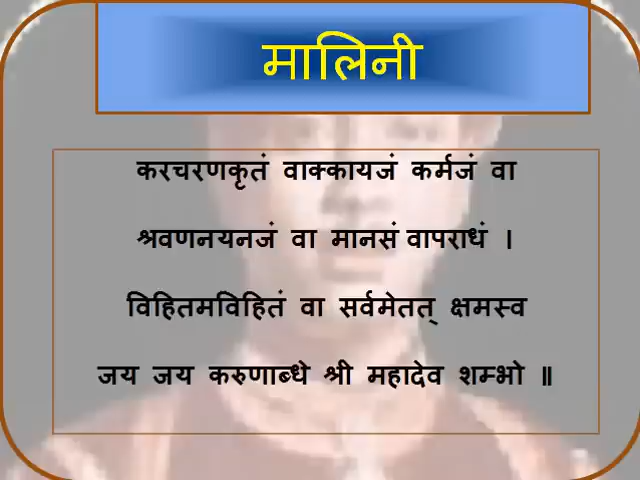 मालिनी
करचरणकृतं वाक्कायजं कर्मजं वा
श्रवणनयनजं वा मानसं वापराधं ।
विहितमविहितं वा सर्वमेतत् क्षमस्व
जय जय करुणाब्धे श्री महादेव शम्भो ॥